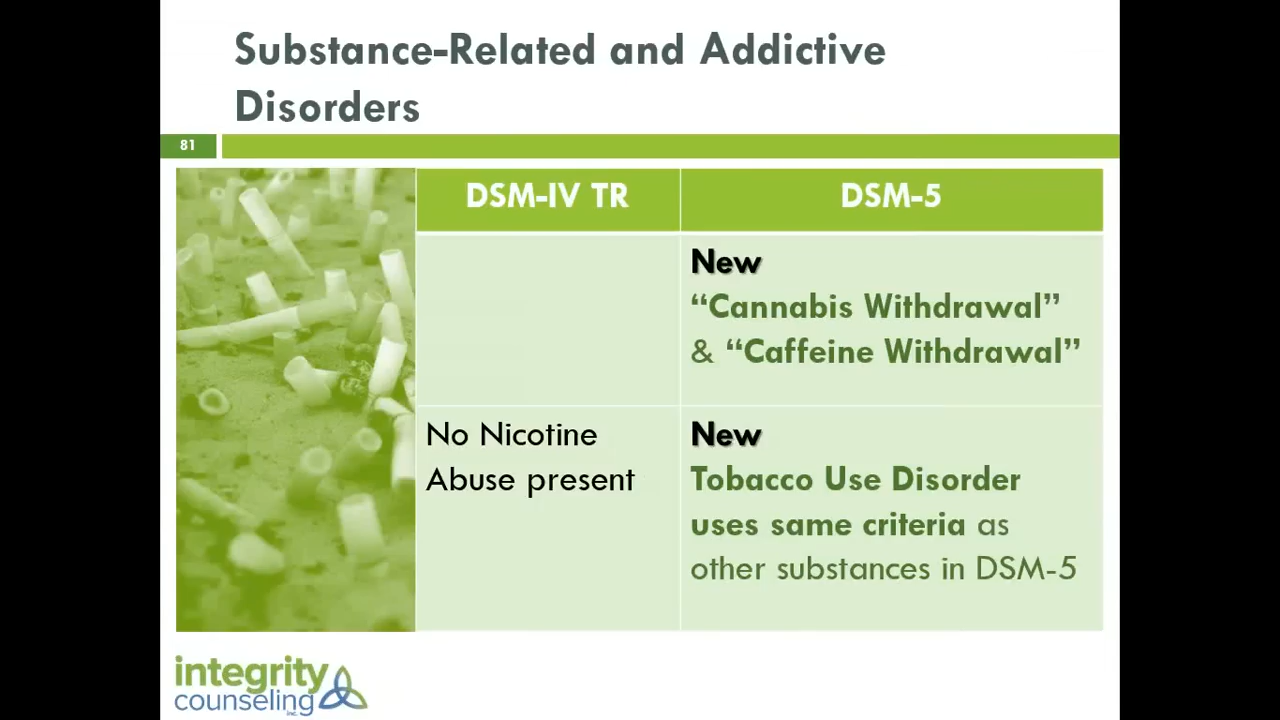 Substance-Related and Addictive
Disorders
81
DSM-IV TR
DSM-5
New
“Cannabis Withdrawal”
& “Caffeine Withdrawal”
No Nicotine
Abuse present
New
Tobacco Use Disorder
uses same criteria as
other substances in DSM-5
integrity
counseling
inc.